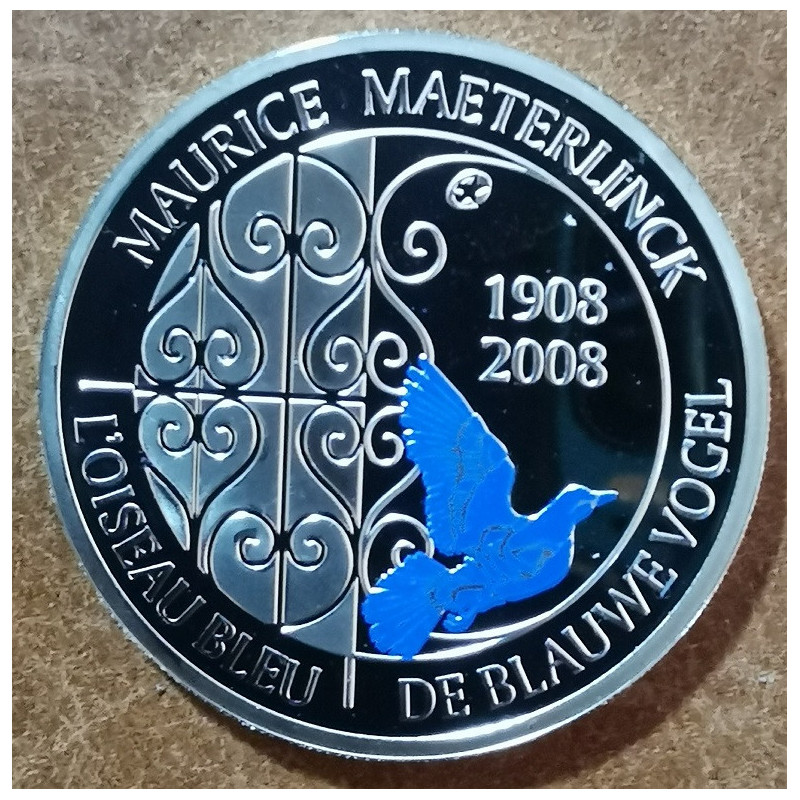 MAURICE MAETERLINCK
1908
2008
L'OISEAU BLEU
DE BLAUWE VOGEL